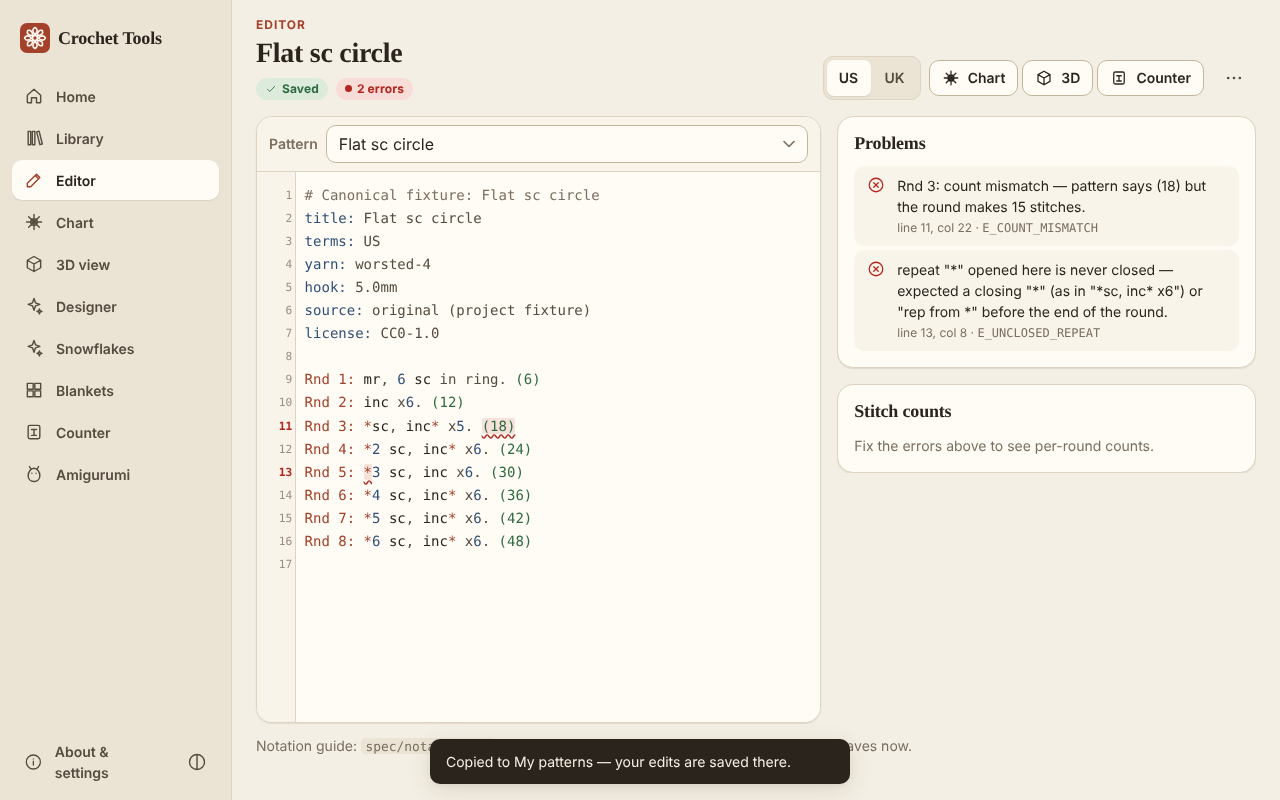 Crochet Tools
Home
Library
Editor
Chart
3D view
Designer
Snowflakes
Blankets
Counter
Amigurumi
About &
settings
EDITOR
Flat sc circle
Saved
2 errors
US
UK
Chart
3D
Counter
Pattern
Flat sc circle
1 # Canonical fixture: Flat sc circle
2 title: Flat sc circle
3 terms: US
4 yarn: worsted-4
5 hook: 5.0mm
6 source: original (project fixture)
7 license: CC0-1.0
8
9 Rnd 1: mr, 6 sc in ring. (6)
10 Rnd 2: inc x6. (12)
11 Rnd 3: *sc, inc* x5. (18)
12 Rnd 4: *2 sc, inc* x6. (24)
13 Rnd 5: *3 sc, inc x6. (30)
14 Rnd 6: *4 sc, inc* x6. (36)
15 Rnd 7: *5 sc, inc* x6. (42)
16 Rnd 8: *6 sc, inc* x6. (48)
17
Problems
Rnd 3: count mismatch — pattern says (18) but
the round makes 15 stitches.
line 11, col 22 · E_COUNT_MISMATCH
repeat "*" opened here is never closed —
expected a closing "*" (as in "*sc, inc* x6") or
"rep from *" before the end of the round.
line 13, col 8 · E_UNCLOSED_REPEAT
Stitch counts
Fix the errors above to see per-round counts.
Notation guide: now.
Copied to My patterns — your edits are saved there.